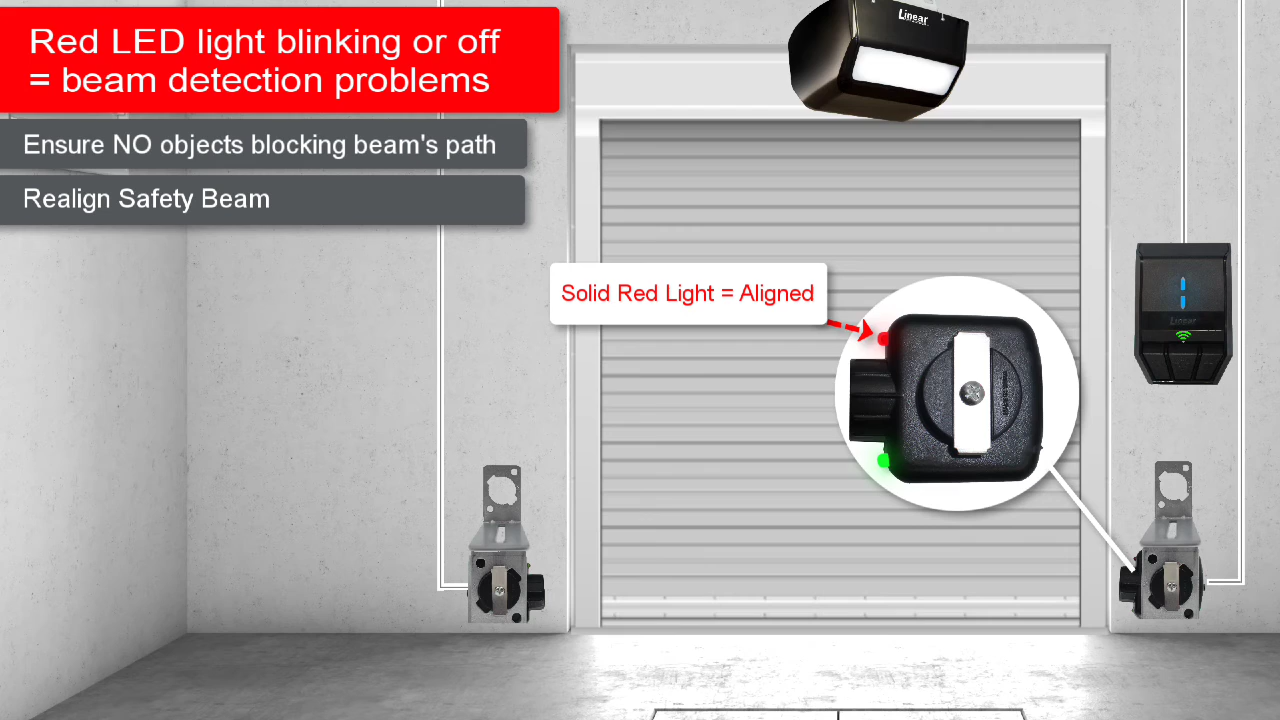 Red LED light blinking or off
= beam detection problems
Ensure NO objects blocking beam's path
Realign Safety Beam
Linear
Solid Red Light = Aligned
Linear